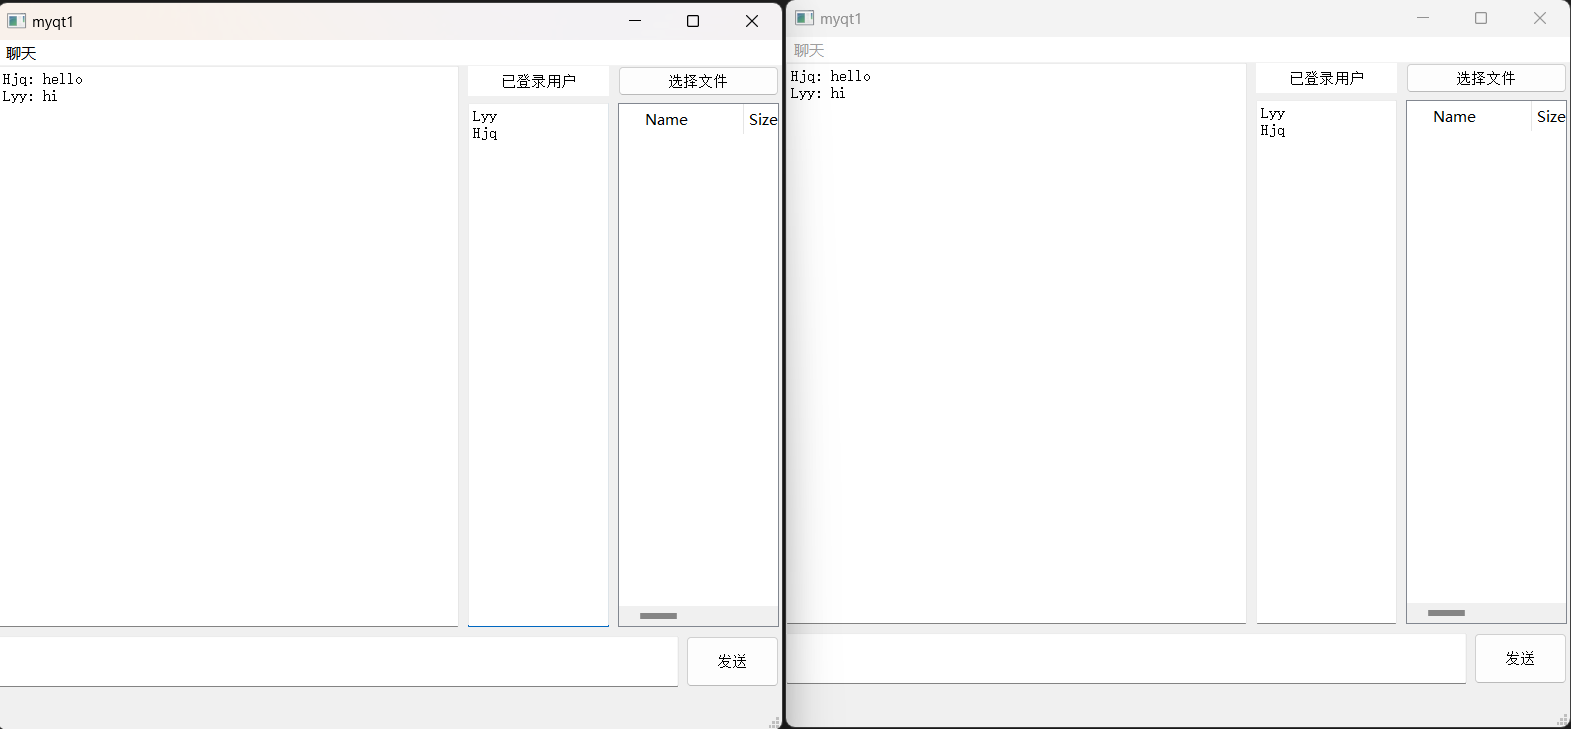 myqt1
聊天
Hjq: hello
Lyy: hi
已登录用户
Lyy
Hjq
选择文件
Name Size
发送
myqt1
聊天
Hjq: hello
Lyy: hi
已登录用户
Lyy
Hjq
选择文件
Name Size
发送